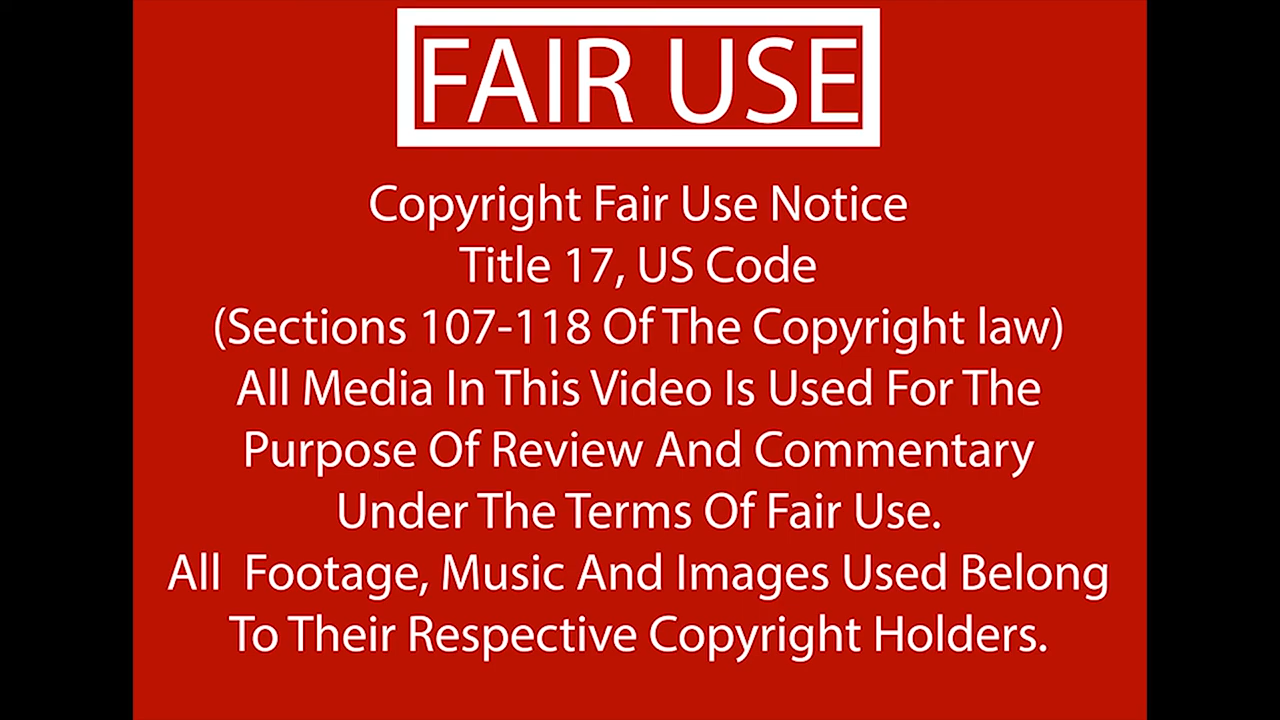 FAIR USE
Copyright Fair Use Notice
Title 17, US Code
(Sections 107-118 Of The Copyright law)
All Media In This Video Is Used For The
Purpose Of Review And Commentary
Under The Terms Of Fair Use.
All  Footage, Music And Images Used Belong
To Their Respective Copyright Holders.